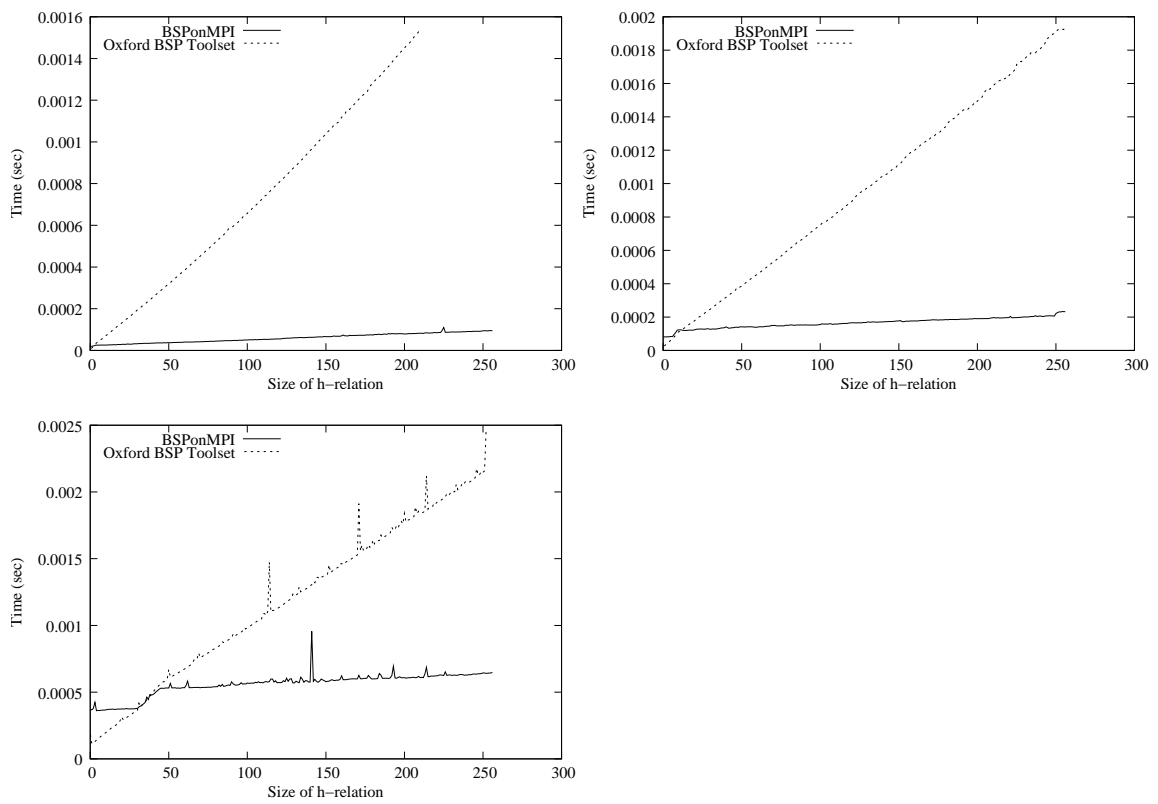 0.0016
0.0014
0.0012
0.001
0.0008
0.0006
0.0004
0.0002
0
0 50 100 150 200 250 300
Time (sec)
Size of h−relation
BSPonMPI
Oxford BSP Toolset
0.002
0.0018
0.0016
0.0014
0.0012
0.001
0.0008
0.0006
0.0004
0.0002
0
0 50 100 150 200 250 300
Time (sec)
Size of h−relation
BSPonMPI
Oxford BSP Toolset
0.0025
0.002
0.0015
0.001
0.0005
0
0 50 100 150 200 250 300
Time (sec)
Size of h−relation
BSPonMPI
Oxford BSP Toolset